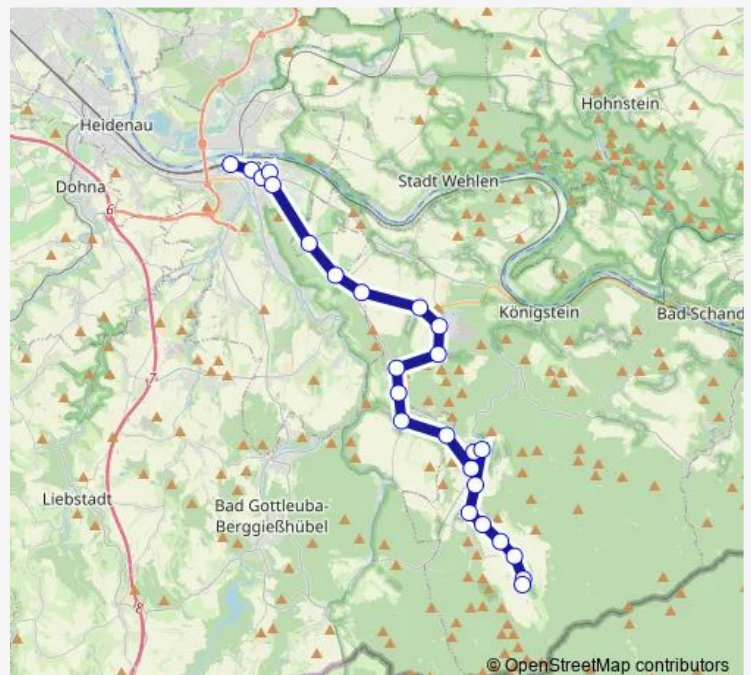 Hohnstein
Heidenau
Stadt Wehlen
Dohna
6
Königstein
Bad Schand
7
Liebstadt
Bad Gottleuba-
Berggießhübel
8
© OpenStreetMap contributors